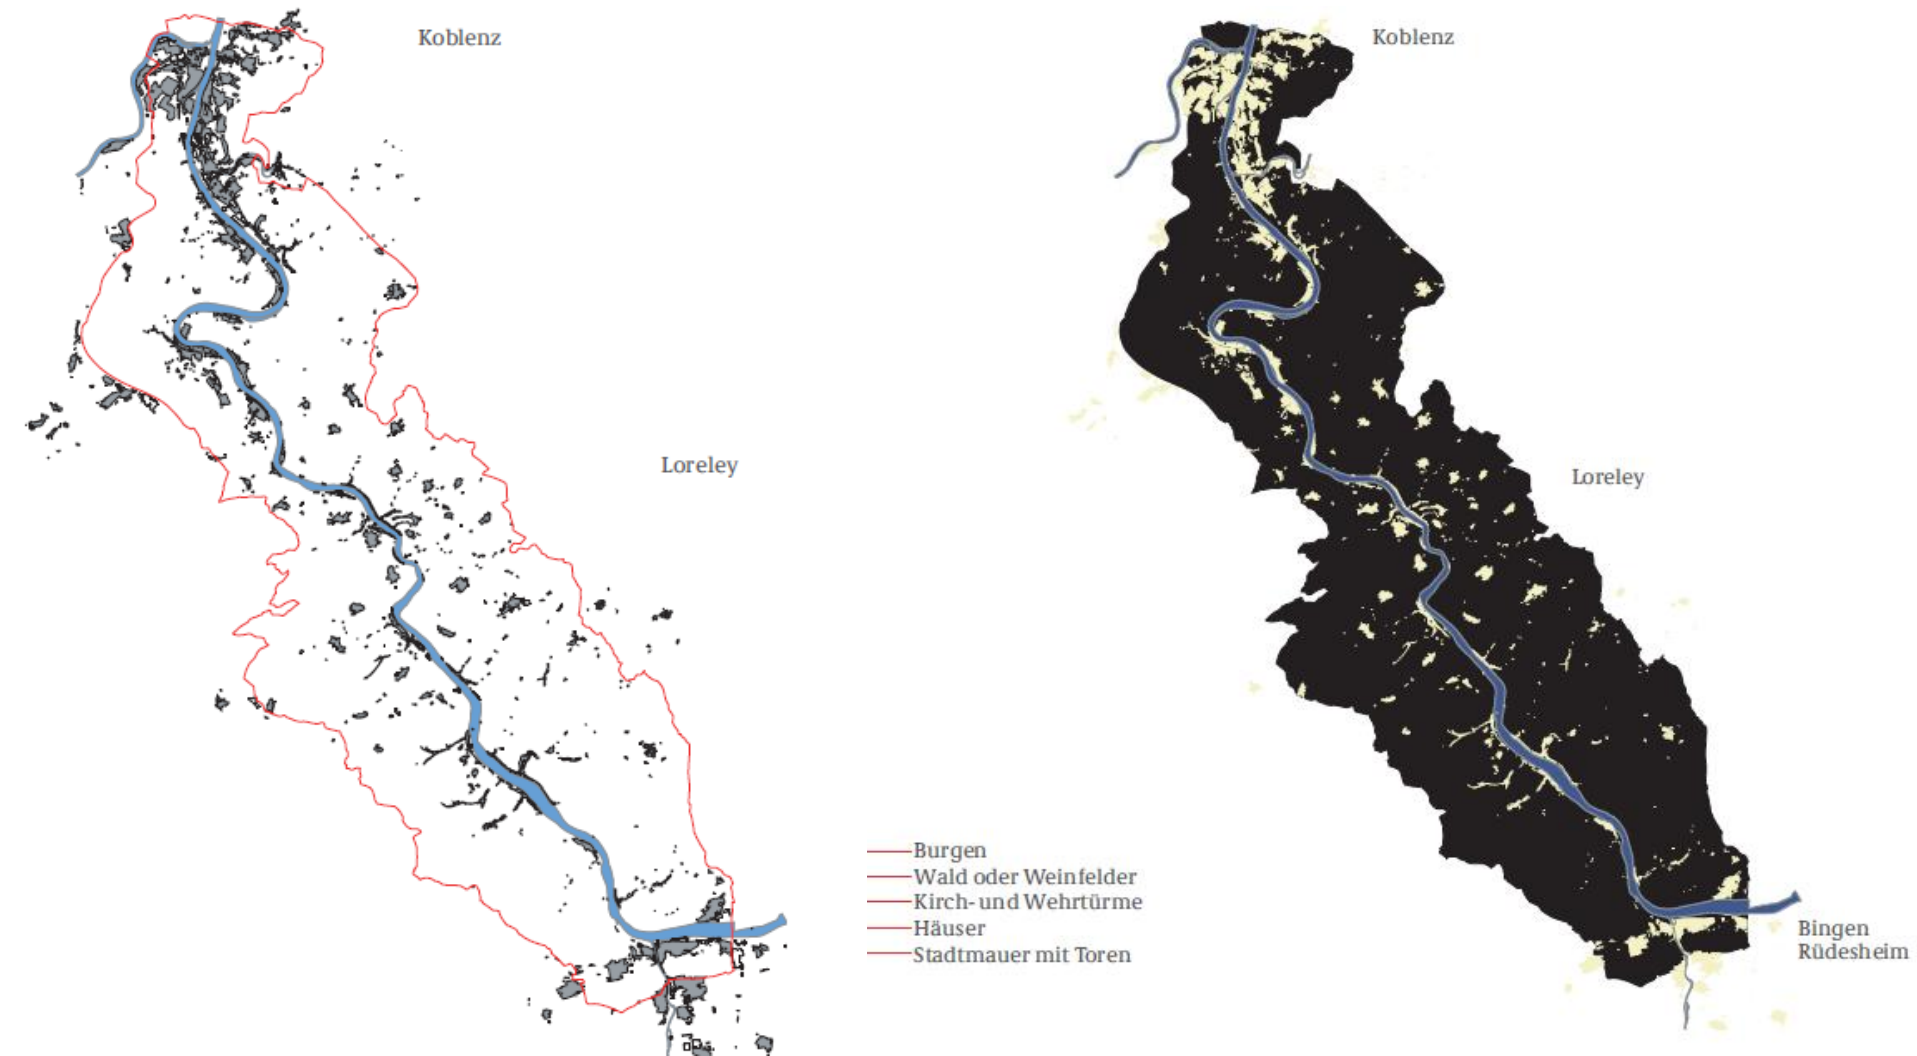 Koblenz
Loreley
Burgen
Wald oder Weinfelder
Kirch- und Wehrtürme
Häuser
Stadtmauer mit Toren
Koblenz
Loreley
Bingen
Rüdesheim